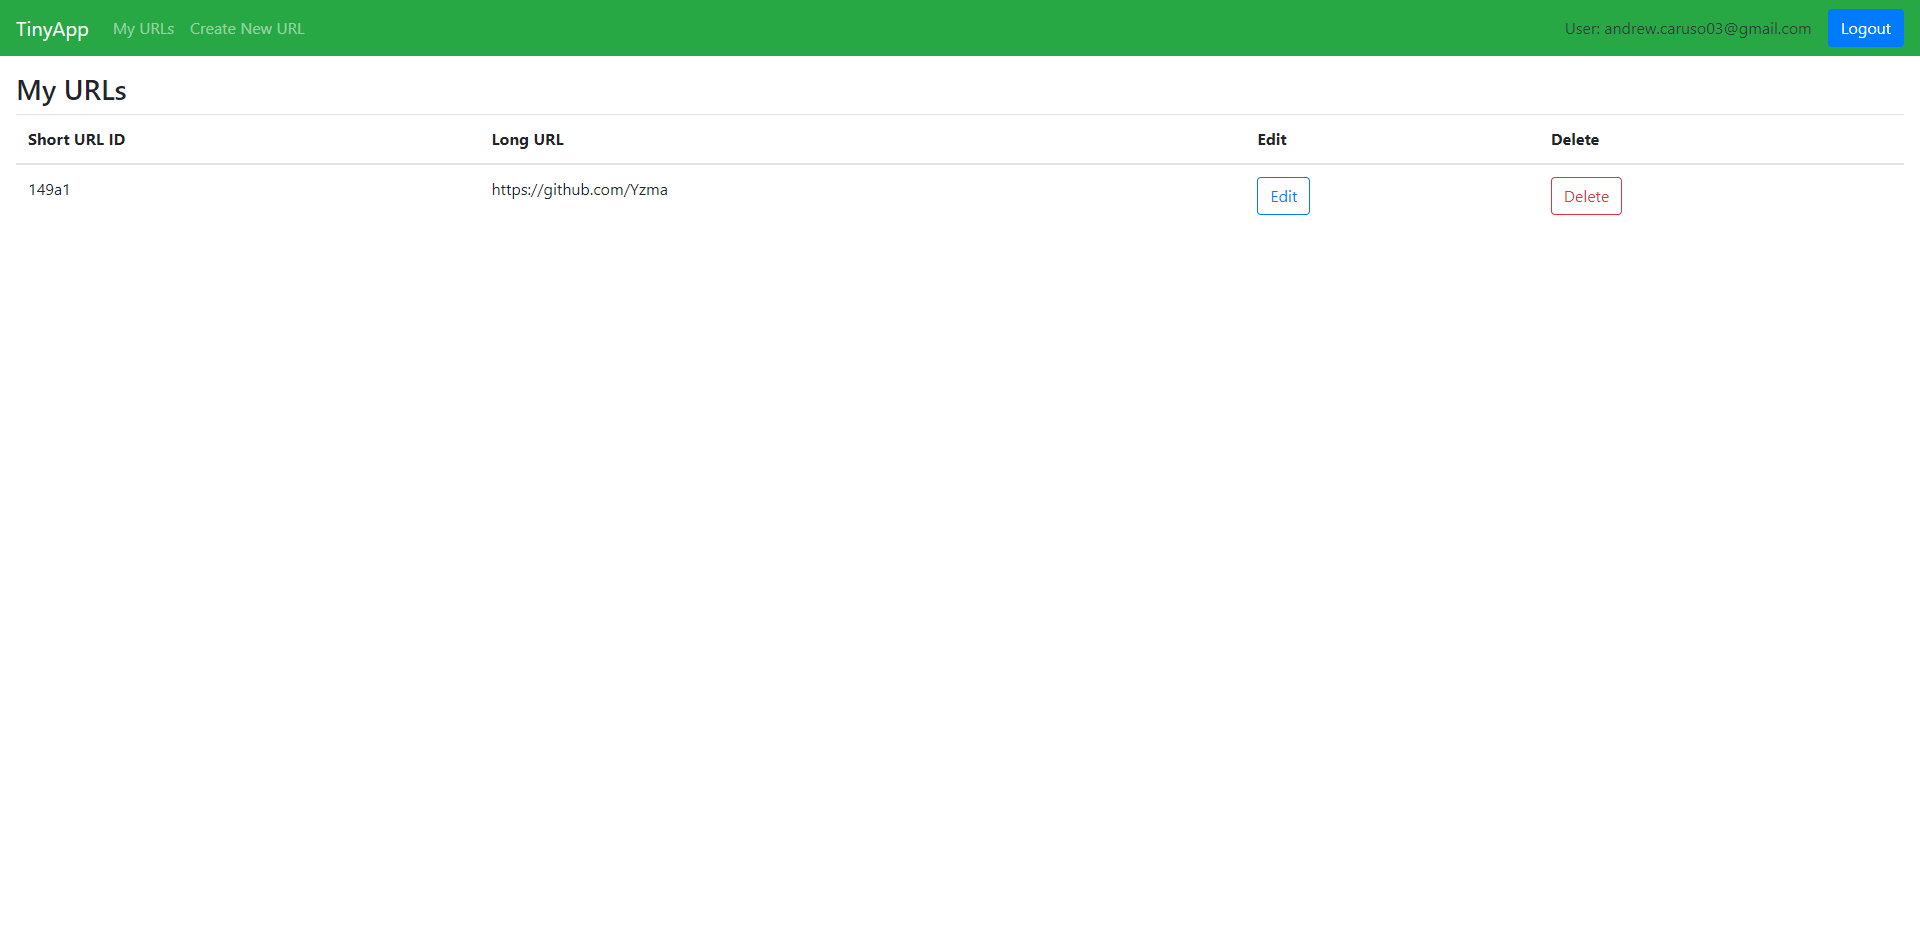 TinyApp My URLs Create New URL User: andrew.caruso03@gmail.com Logout
My URLs
Short URL ID Long URL Edit Delete
149a1 https://github.com/Yzma Edit Delete